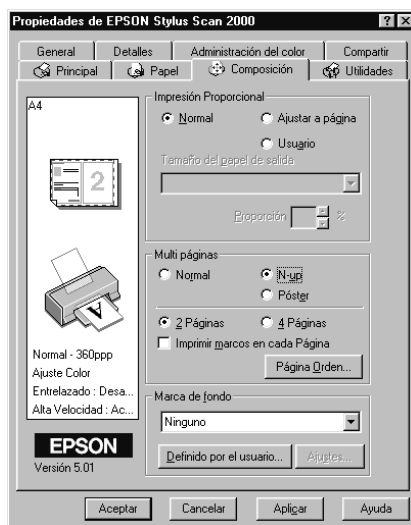 Propiedades de EPSON Stylus Scan 2000
General Detalles Administración del color Compartir
Principal Papel Composición Utilidades
A4
2
A
Normal - 360ppp
Ajuste Color
Entrelazado : Desa...
Alta Velocidad : Ac...
EPSON
Versión 5.01
Impresión Proporcional
Normal Ajustar a página
Usuario
Tamaño del papel de salida
Proporción %
Multi páginas
Normal N-up
Póster
2 Páginas 4 Páginas
Imprimir marcos en cada Página
Página Orden...
Marca de fondo
Ninguno
Definido por el usuario... Ajustes...
Aceptar Cancelar Aplicar Ayuda